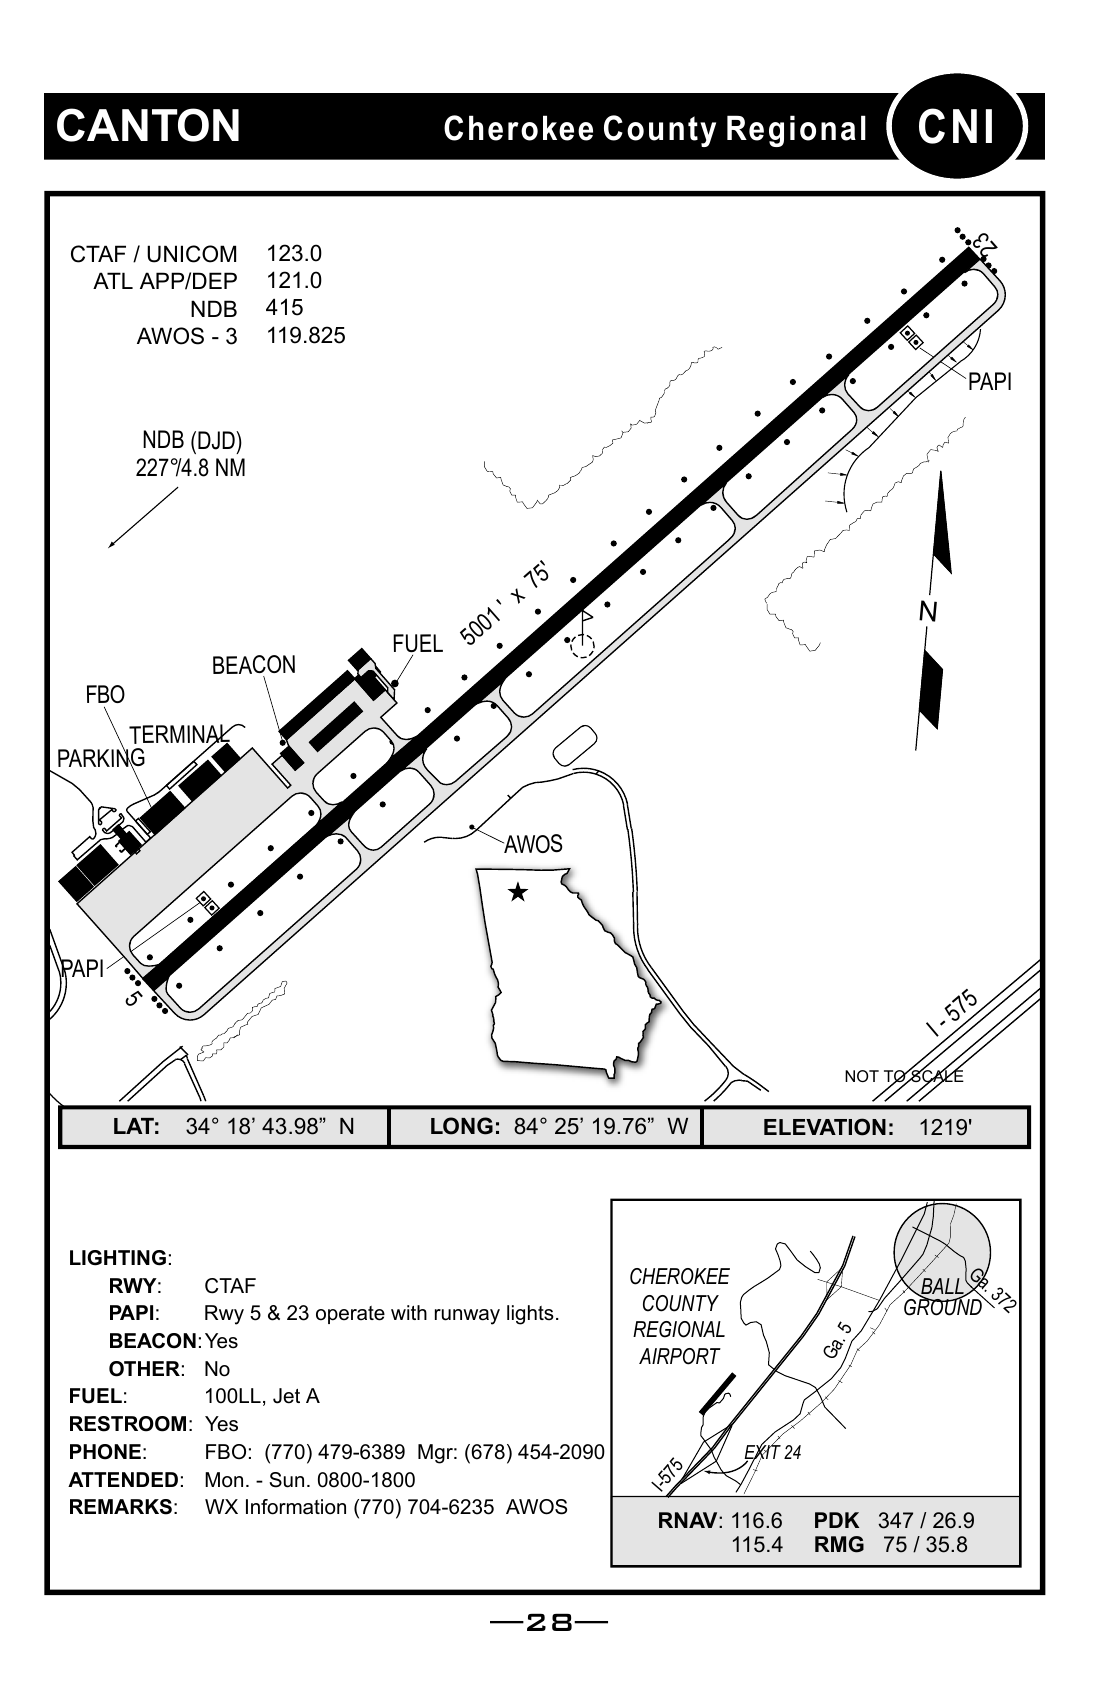 CANTON Cherokee County Regional CNI
CTAF / UNICOM 123.0
ATL APP/DEP 121.0
NDB 415
AWOS - 3 119.825
23
PAPI
NDB (DJD)
227°/4.8 NM
5001' x 75'
N
FUEL
BEACON
FBO
TERMINAL
PARKING
AWOS
PAPI
5
I - 575
NOT TO SCALE
LAT: 34° 18’ 43.98” N LONG: 84° 25’ 19.76” W ELEVATION: 1219'
LIGHTING:
RWY: CTAF
PAPI: Rwy 5 & 23 operate with runway lights.
BEACON: Yes
OTHER: No
FUEL: 100LL, Jet A
RESTROOM: Yes
PHONE: FBO: (770) 479-6389 Mgr: (678) 454-2090
ATTENDED: Mon. - Sun. 0800-1800
REMARKS: WX Information (770) 704-6235 AWOS
CHEROKEE
COUNTY
REGIONAL
AIRPORT
BALL
GROUND
Ga. 372
Ga. 5
EXIT 24
I-575
RNAV: 116.6 PDK 347 / 26.9
115.4 RMG 75 / 35.8
28